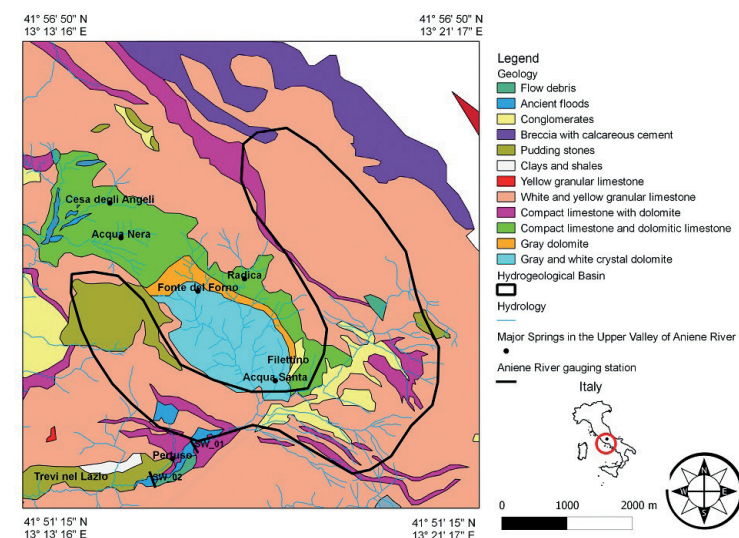 41° 56' 50" N
13° 13' 16" E
41° 56' 50" N
13° 21' 17" E
Cesa degli Angeli
Acqua Nera
Radica
Fonte del Forno
Filettino
Acqua Santa
SW_01
Pertuso
Trevi nel Lazio
SW_02
41° 51' 15" N
13° 13' 16" E
41° 51' 15" N
13° 21' 17" E
Legend
Geology
Flow debris
Ancient floods
Conglomerates
Breccia with calcareous cement
Pudding stones
Clays and shales
Yellow granular limestone
White and yellow granular limestone
Compact limestone with dolomite
Compact limestone and dolomitic limestone
Gray dolomite
Gray and white crystal dolomite
Hydrogeological Basin
Hydrology
Major Springs in the Upper Valley of Aniene River
Aniene River gauging station
Italy
0 1000 2000 m
N
W E
S